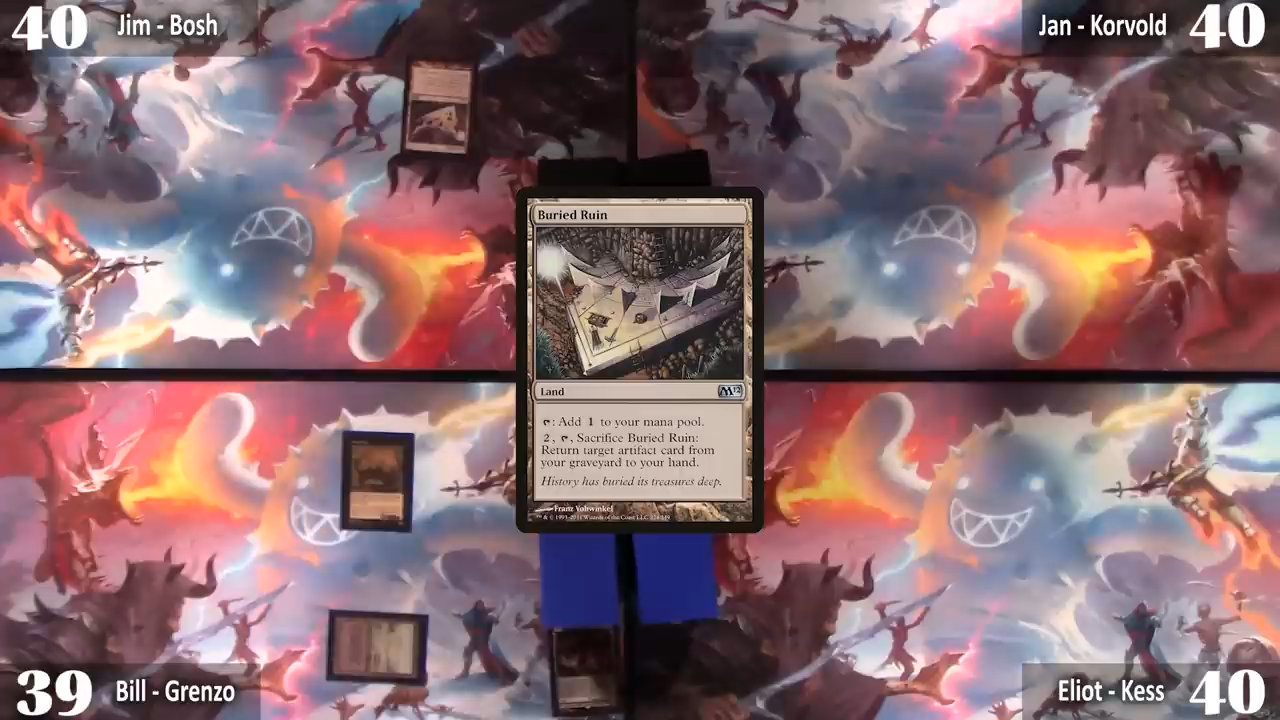 40 Jim - Bosh
Jan - Korvold 40
Buried Ruin
Land
M12
T: Add 1 to your mana pool.
2, T, Sacrifice Buried Ruin:
Return target artifact card from
your graveyard to your hand.
History has buried its treasures deep.
Franz Vohwinkel
39 Bill - Grenzo
Eliot - Kess 40